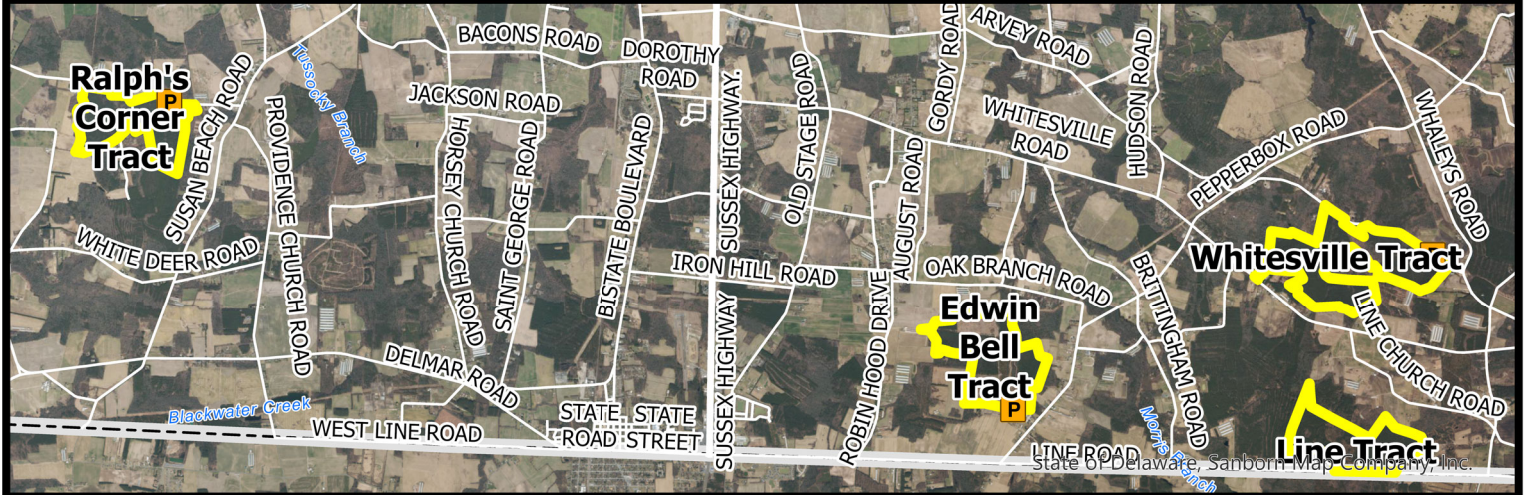 BACONS ROAD
DOROTHY
ROAD
ARVEY ROAD
GORDY ROAD
HUDSON ROAD
Ralph's
Corner
Tract
P
SUSAN BEACH ROAD
Tussocky Branch
PROVIDENCE CHURCH ROAD
JACKSON ROAD
HORSEY CHURCH ROAD
SAINT GEORGE ROAD
BISTATE BOULEVARD
SUSSEX HIGHWAY.
OLD STAGE ROAD
AUGUST ROAD
WHITESVILLE
ROAD
PEPPERBOX ROAD
WHALEYS ROAD
WHITE DEER ROAD
IRON HILL ROAD
OAK BRANCH ROAD
BRITTINGHAM ROAD
Whitesville Tract
LINE CHURCH ROAD
SUSSEX HIGHWAY
ROBIN HOOD DRIVE
Edwin
Bell
Tract
P
DELMAR ROAD
Blackwater Creek
WEST LINE ROAD
STATE
ROAD
STATE
STREET
LINE ROAD
Morris Branch
Line Tract
State of Delaware, Sanborn Map Company, Inc.